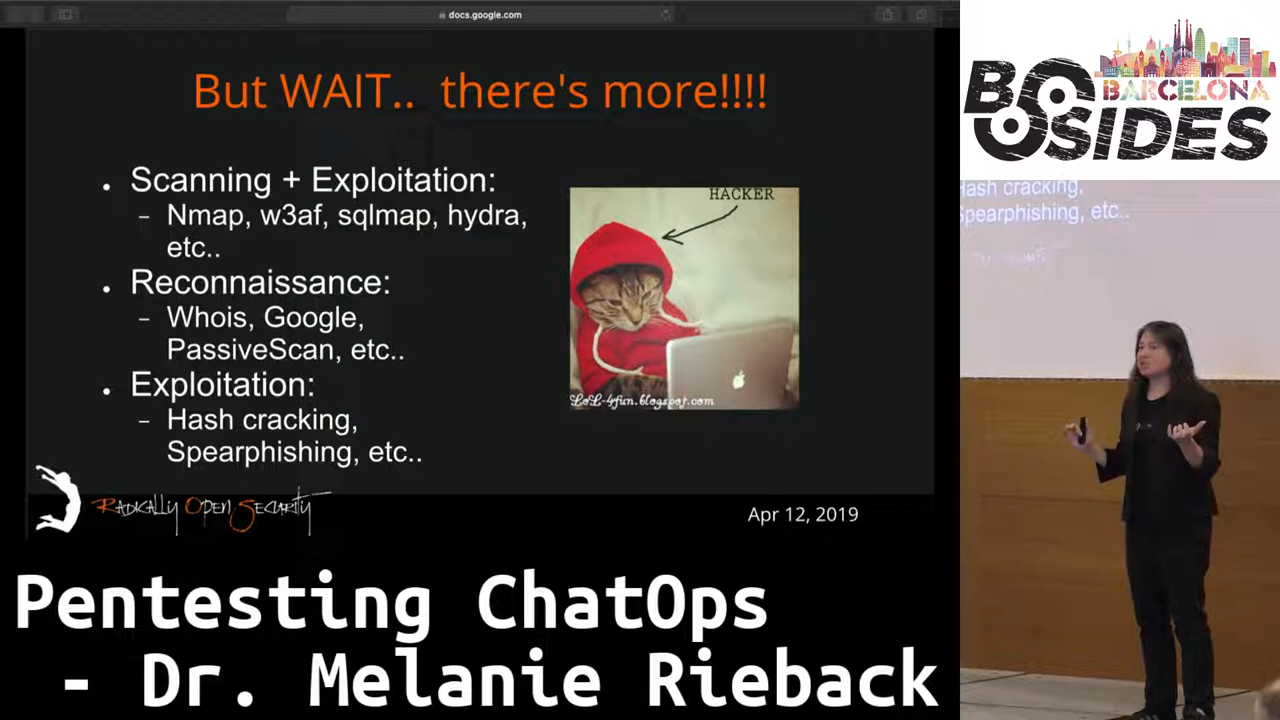 docs.google.com
But WAIT.. there's more!!!!
Scanning + Exploitation:
– Nmap, w3af, sqlmap, hydra,
etc..
Reconnaissance:
– Whois, Google,
PassiveScan, etc..
Exploitation:
– Hash cracking,
Spearphishing, etc..
HACKER
LoL-4fun.blogspot.com
RADICALLY OPEN SECURITY
Apr 12, 2019
Pentesting ChatOps
- Dr. Melanie Rieback
BSIDES
BARCELONA
Hash cracking,
Spearphishing, etc..